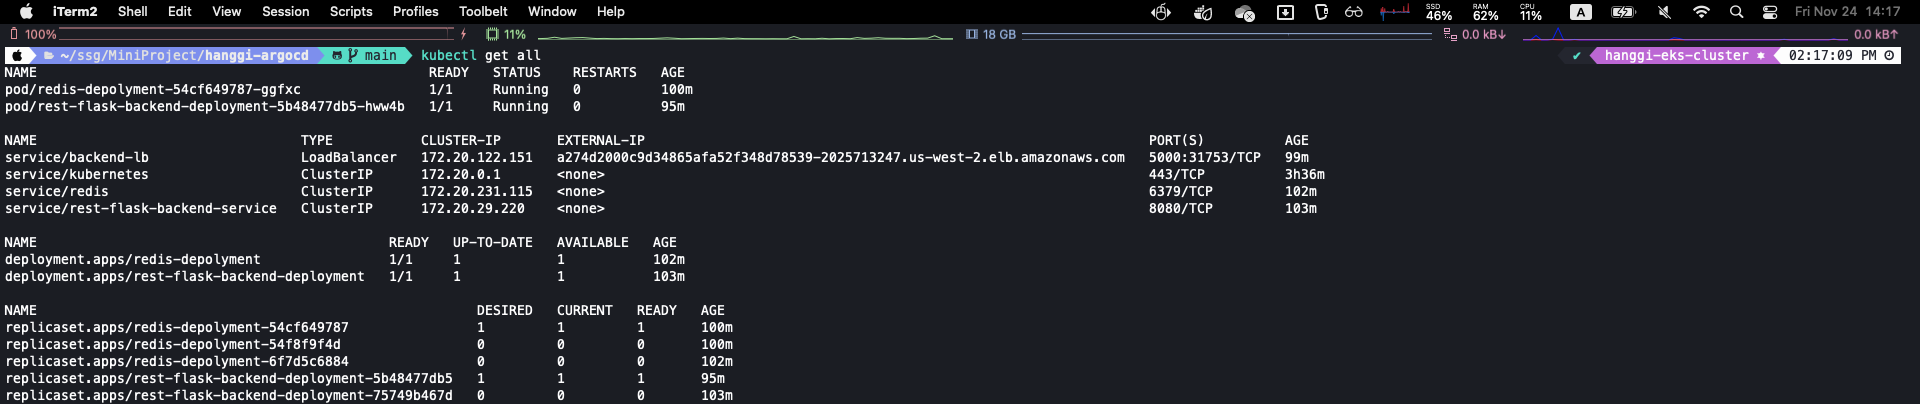 iTerm2 Shell Edit View Session Scripts Profiles Toolbelt Window Help SSD 46% RAM 62% CPU 11% A Fri Nov 24 14:17
100% 11% 18 GB 0.0 kB↓ 0.0 kB↑
~/ssg/MiniProject/hanggi-argocd main kubectl get all ✔ hanggi-eks-cluster 02:17:09 PM
NAME READY STATUS RESTARTS AGE
pod/redis-depolyment-54cf649787-ggfxc 1/1 Running 0 100m
pod/rest-flask-backend-deployment-5b48477db5-hww4b 1/1 Running 0 95m
NAME TYPE CLUSTER-IP EXTERNAL-IP PORT(S) AGE
service/backend-lb LoadBalancer 172.20.122.151 a274d2000c9d34865afa52f348d78539-2025713247.us-west-2.elb.amazonaws.com 5000:31753/TCP 99m
service/kubernetes ClusterIP 172.20.0.1 <none> 443/TCP 3h36m
service/redis ClusterIP 172.20.231.115 <none> 6379/TCP 102m
service/rest-flask-backend-service ClusterIP 172.20.29.220 <none> 8080/TCP 103m
NAME READY UP-TO-DATE AVAILABLE AGE
deployment.apps/redis-depolyment 1/1 1 1 102m
deployment.apps/rest-flask-backend-deployment 1/1 1 1 103m
NAME DESIRED CURRENT READY AGE
replicaset.apps/redis-depolyment-54cf649787 1 1 1 100m
replicaset.apps/redis-depolyment-54f8f9f4d 0 0 0 100m
replicaset.apps/redis-depolyment-6f7d5c6884 0 0 0 102m
replicaset.apps/rest-flask-backend-deployment-5b48477db5 1 1 1 95m
replicaset.apps/rest-flask-backend-deployment-75749b467d 0 0 0 103m